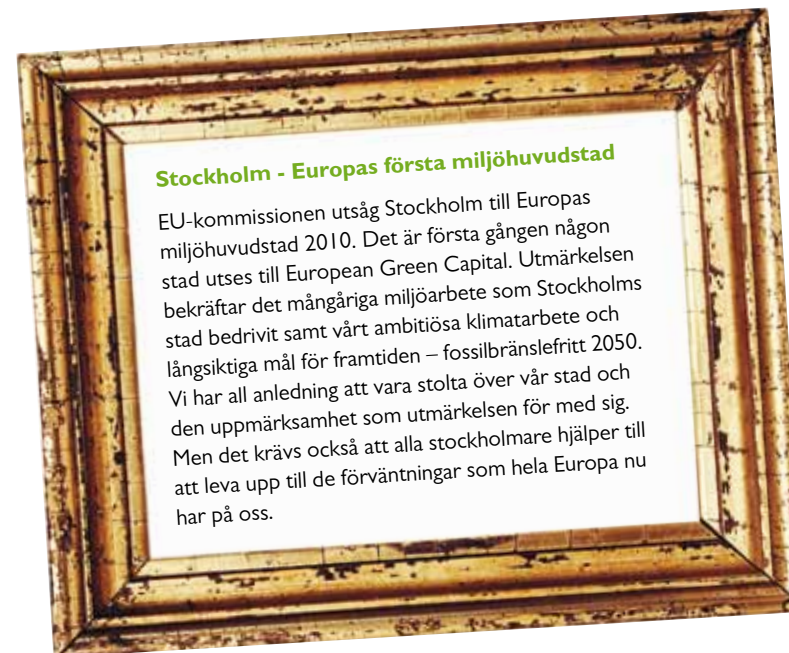 Stockholm - Europas första miljöhuvudstad
EU-kommissionen utsåg Stockholm till Europas
miljöhuvudstad 2010. Det är första gången någon
stad utses till European Green Capital. Utmärkelsen
bekräftar det mångåriga miljöarbete som Stockholms
stad bedrivit samt vårt ambitiösa klimatarbete och
långsiktiga mål för framtiden – fossilbränslefritt 2050.
Vi har all anledning att vara stolta över vår stad och
den uppmärksamhet som utmärkelsen för med sig.
Men det krävs också att alla stockholmare hjälper till
att leva upp till de förväntningar som hela Europa nu
har på oss.